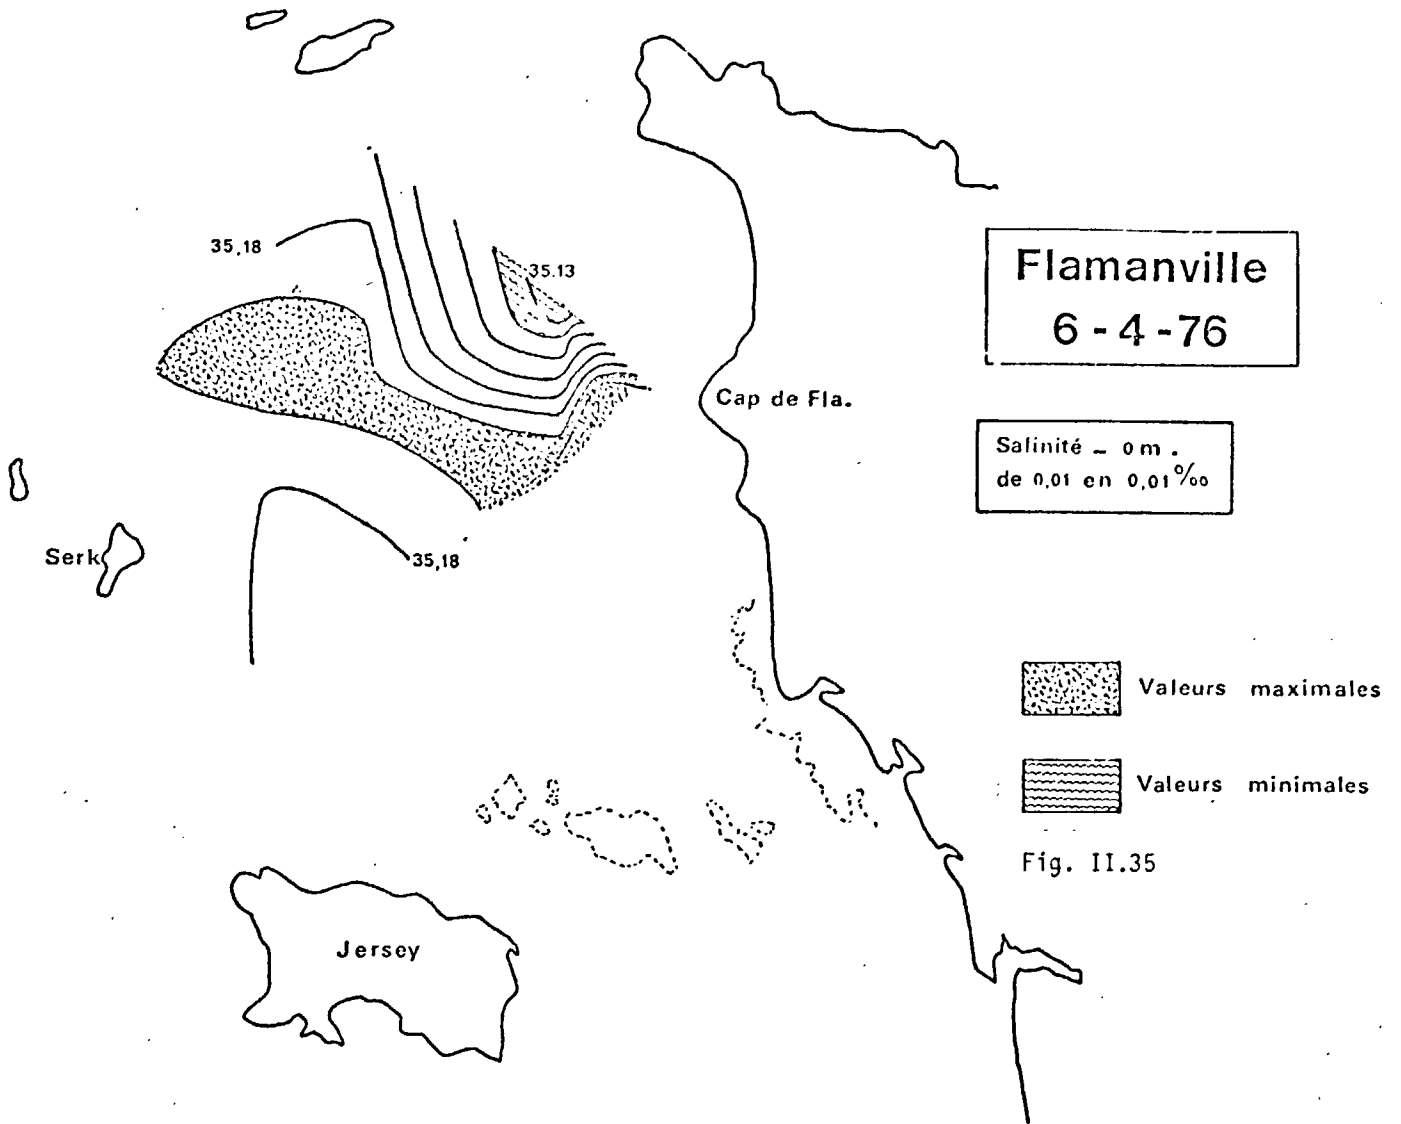 35,18
35.13
Flamanville
6 - 4 - 76
Cap de Fla.
Salinité - 0 m .
de 0,01 en 0,01 %o
Serk
35,18
Valeurs maximales
Valeurs minimales
Fig. II.35
Jersey